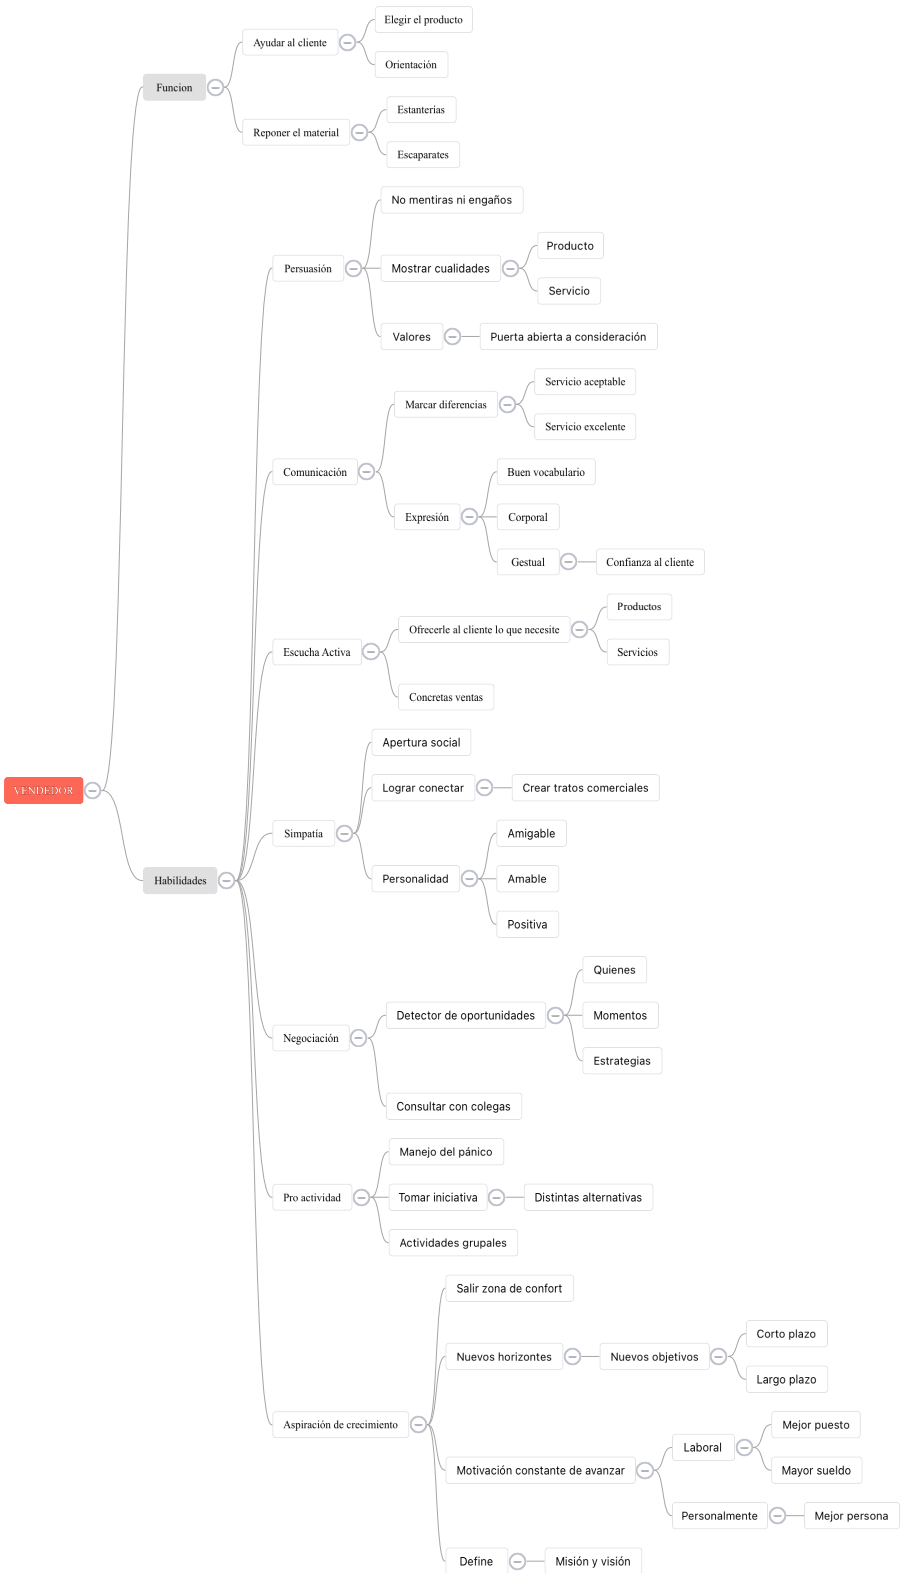 VENDEDOR
Funcion
Ayudar al cliente
Elegir el producto
Orientación
Reponer el material
Estanterías
Escaparates
Habilidades
Persuasión
No mentiras ni engaños
Mostrar cualidades
Producto
Servicio
Valores
Puerta abierta a consideración
Comunicación
Marcar diferencias
Servicio aceptable
Servicio excelente
Expresión
Buen vocabulario
Corporal
Gestual
Confianza al cliente
Escucha Activa
Ofrecerle al cliente lo que necesite
Productos
Servicios
Concretas ventas
Simpatía
Apertura social
Lograr conectar
Crear tratos comerciales
Personalidad
Amigable
Amable
Positiva
Negociación
Detector de oportunidades
Quienes
Momentos
Estrategias
Consultar con colegas
Pro actividad
Manejo del pánico
Tomar iniciativa
Distintas alternativas
Actividades grupales
Aspiración de crecimiento
Salir zona de confort
Nuevos horizontes
Nuevos objetivos
Corto plazo
Largo plazo
Motivación constante de avanzar
Laboral
Mejor puesto
Mayor sueldo
Personalmente
Mejor persona
Define
Misión y visión